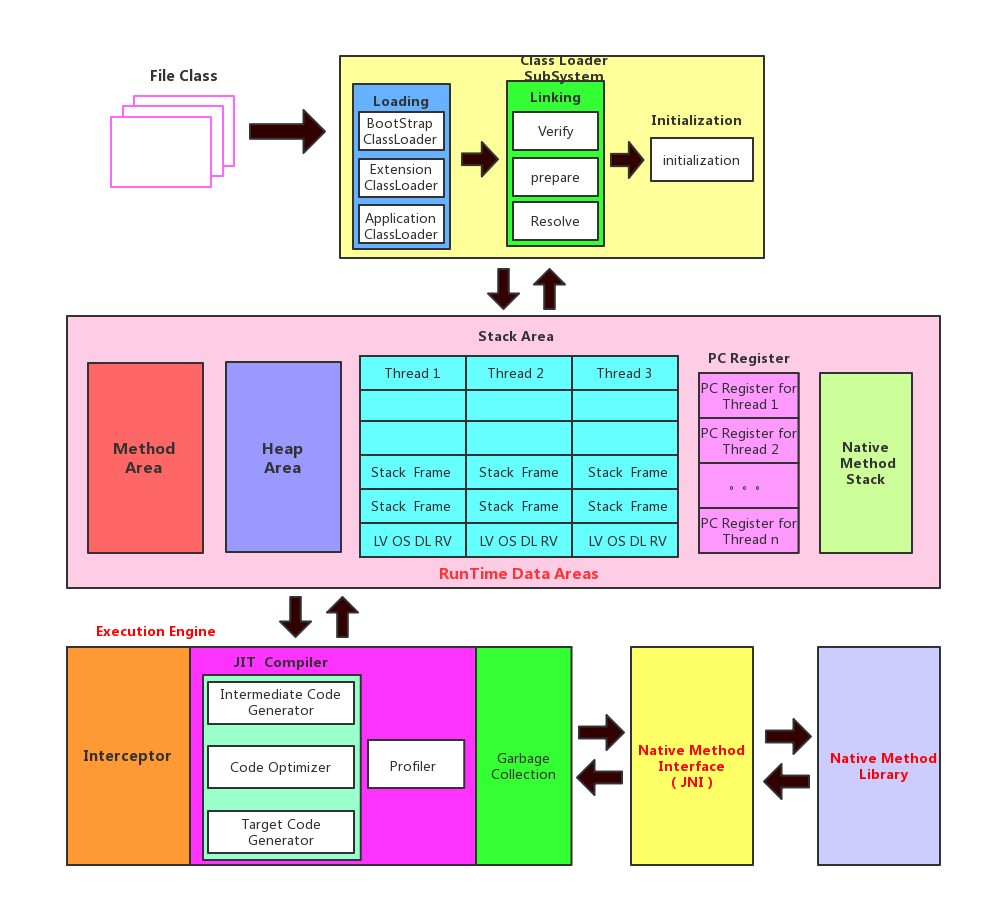 File Class
Class Loader
SubSystem
Loading
BootStrap
ClassLoader
Extension
ClassLoader
Application
ClassLoader
Linking
Verify
prepare
Resolve
Initialization
initialization
Stack Area
Method
Area
Heap
Area
Thread 1
Thread 2
Thread 3
Stack Frame
Stack Frame
Stack Frame
Stack Frame
Stack Frame
Stack Frame
LV OS DL RV
LV OS DL RV
LV OS DL RV
PC Register
PC Register for
Thread 1
PC Register for
Thread 2
。。。
PC Register for
Thread n
Native
Method
Stack
RunTime Data Areas
Execution Engine
Interceptor
JIT Compiler
Intermediate Code
Generator
Code Optimizer
Target Code
Generator
Profiler
Garbage
Collection
Native Method
Interface
( JNI )
Native Method
Library